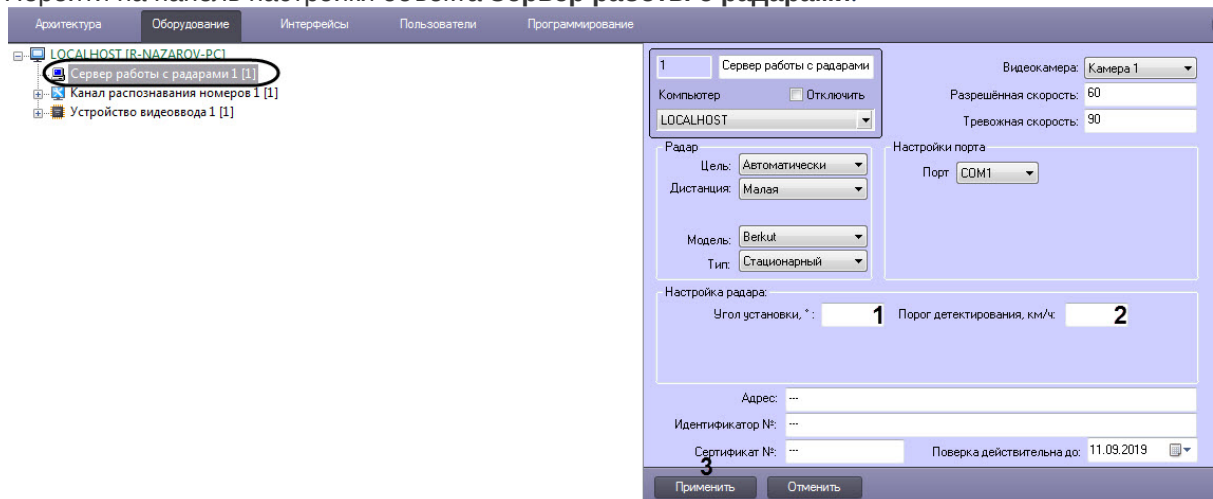 Перейти на панель настройки объекта Сервер работы с радарами.
Архитектура Оборудование Интерфейсы Пользователи Программирование
LOCALHOST [R-NAZAROV-PC]
Сервер работы с радарами 1 [1]
Канал распознавания номеров 1 [1]
Устройство видеоввода 1 [1]
1 Сервер работы с радарами
Компьютер Отключить
LOCALHOST
Видеокамера: Камера 1
Разрешённая скорость: 60
Тревожная скорость: 90
Радар
Цель: Автоматически
Дистанция: Малая
Модель: Berkut
Тип: Стационарный
Настройки порта
Порт COM1
Настройка радара:
Угол установки, ° : 1 Порог детектирования, км/ч: 2
Адрес: ---
Идентификатор №: ---
Сертификат №: --- Поверка действительна до: 11.09.2019
3
Применить Отменить